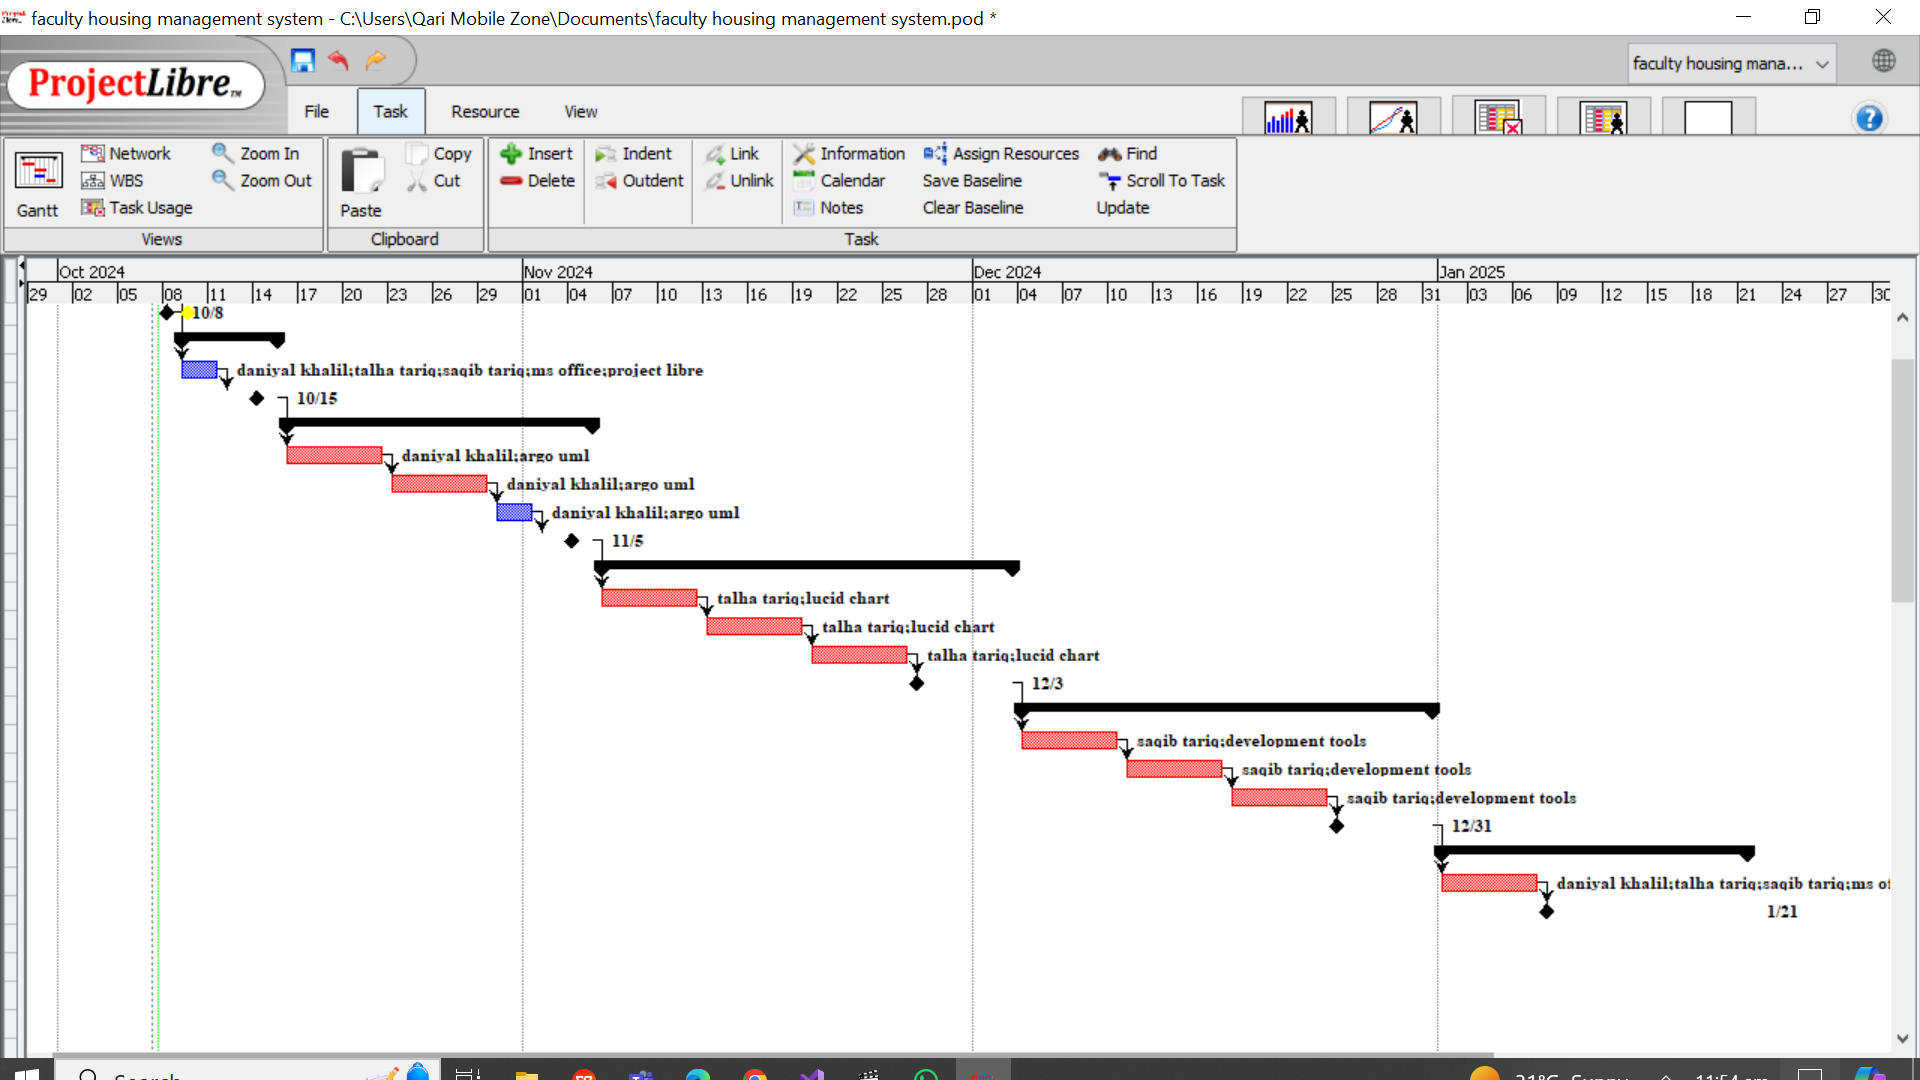 faculty housing management system - C:\Users\Qari Mobile Zone\Documents\faculty housing management system.pod *
ProjectLibre TM
faculty housing mana...
File Task Resource View
Network Zoom In Copy Insert Indent Link Information Assign Resources Find
WBS Zoom Out Cut Delete Outdent Unlink Calendar Save Baseline Scroll To Task
Gantt Task Usage Paste Notes Clear Baseline Update
Views Clipboard Task
Oct 2024 Nov 2024 Dec 2024 Jan 2025
29 02 05 08 11 14 17 20 23 26 29 01 04 07 10 13 16 19 22 25 28 01 04 07 10 13 16 19 22 25 28 31 03 06 09 12 15 18 21 24 27 30
10/8
daniyal khalil;talha tariq;saqib tariq;ms office;project libre
10/15
daniyal khalil;argo uml
daniyal khalil;argo uml
daniyal khalil;argo uml
11/5
talha tariq;lucid chart
talha tariq;lucid chart
talha tariq;lucid chart
12/3
saqib tariq;development tools
saqib tariq;development tools
saqib tariq;development tools
12/31
daniyal khalil;talha tariq;saqib tariq;ms of
1/21
Search 31°C Sunny 11:54 am